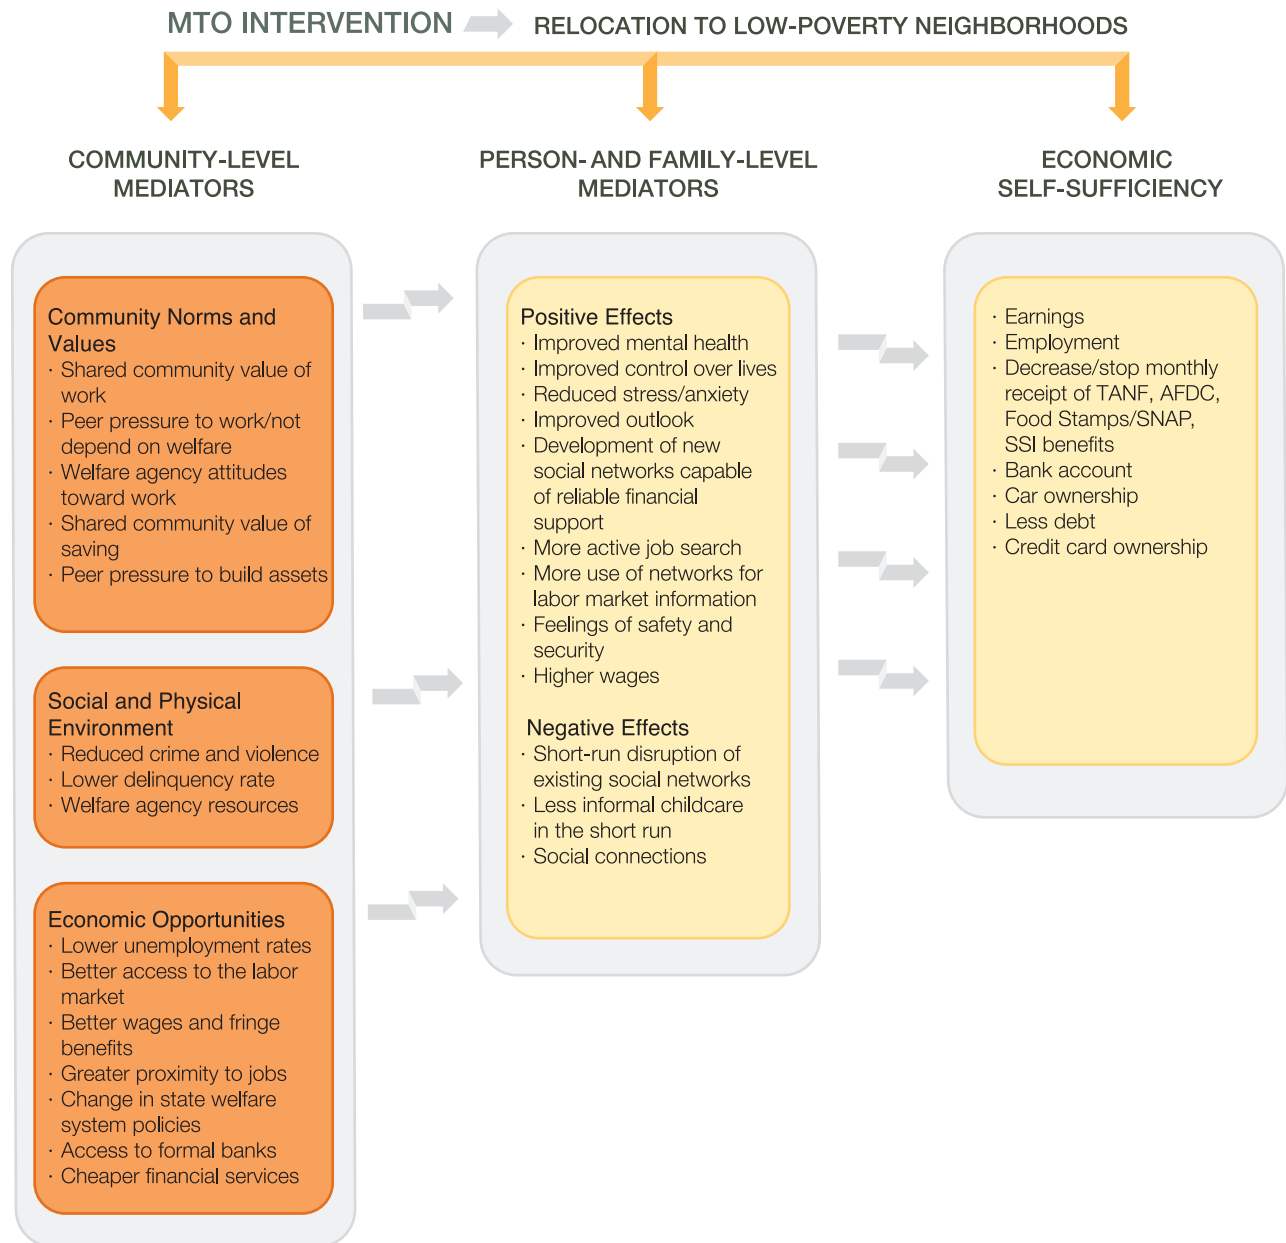 MTO INTERVENTION
RELOCATION TO LOW-POVERTY NEIGHBORHOODS
COMMUNITY-LEVEL
MEDIATORS
Community Norms and
Values
· Shared community value of
work
· Peer pressure to work/not
depend on welfare
· Welfare agency attitudes
toward work
· Shared community value of
saving
· Peer pressure to build assets
Social and Physical
Environment
· Reduced crime and violence
· Lower delinquency rate
· Welfare agency resources
Economic Opportunities
· Lower unemployment rates
· Better access to the labor
market
· Better wages and fringe
benefits
· Greater proximity to jobs
· Change in state welfare
system policies
· Access to formal banks
· Cheaper financial services
PERSON- AND FAMILY-LEVEL
MEDIATORS
Positive Effects
· Improved mental health
· Improved control over lives
· Reduced stress/anxiety
· Improved outlook
· Development of new
social networks capable
of reliable financial
support
· More active job search
· More use of networks for
labor market information
· Feelings of safety and
security
· Higher wages
Negative Effects
· Short-run disruption of
existing social networks
· Less informal childcare
in the short run
· Social connections
ECONOMIC
SELF-SUFFICIENCY
· Earnings
· Employment
· Decrease/stop monthly
receipt of TANF, AFDC,
Food Stamps/SNAP,
SSI benefits
· Bank account
· Car ownership
· Less debt
· Credit card ownership